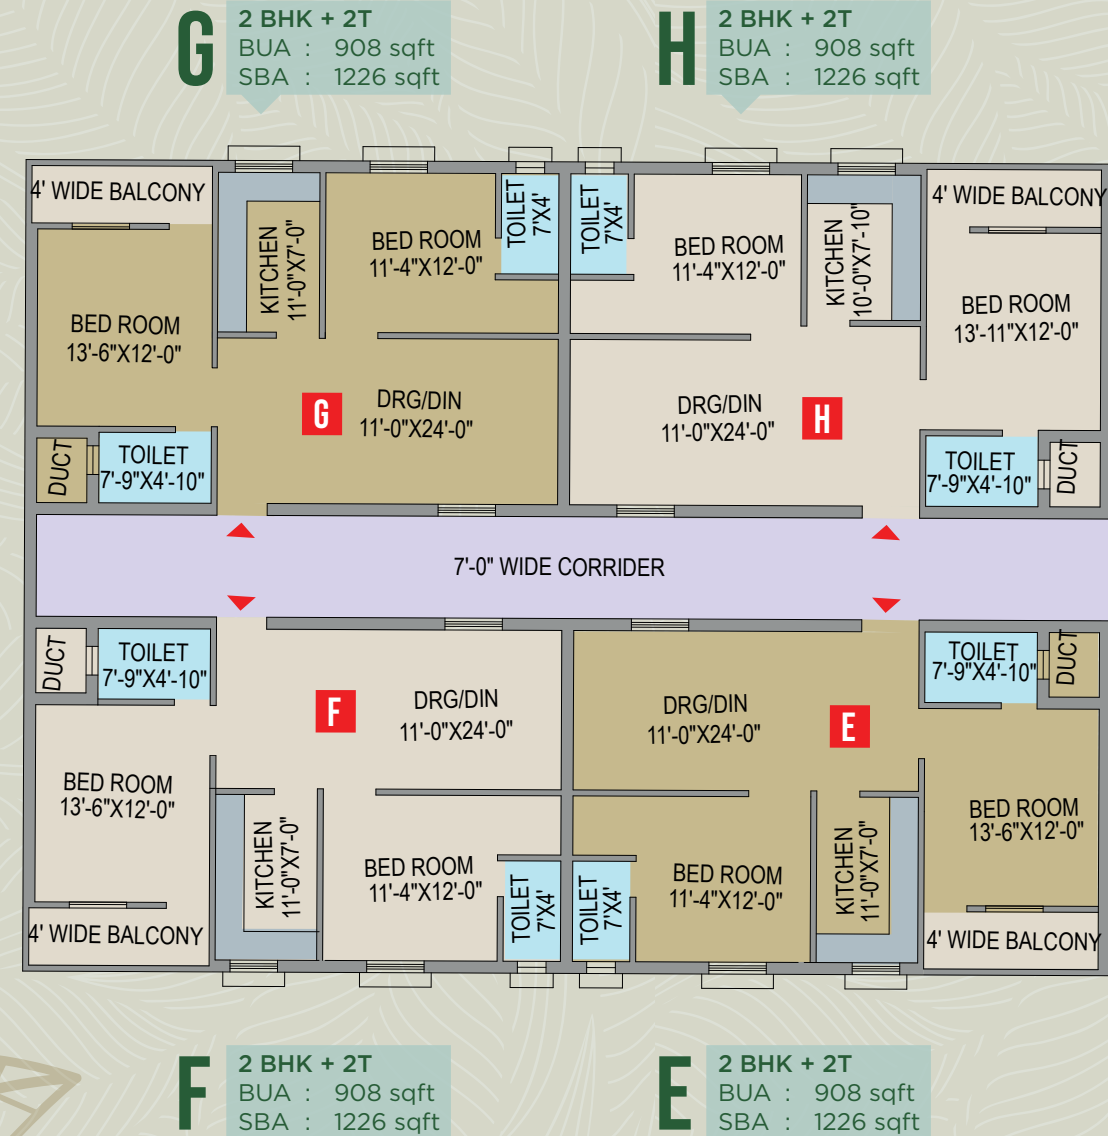 G
2 BHK + 2T
BUA : 908 sqft
SBA : 1226 sqft
H
2 BHK + 2T
BUA : 908 sqft
SBA : 1226 sqft
4' WIDE BALCONY
KITCHEN
11'-0"X7'-0"
BED ROOM
11'-4"X12'-0"
TOILET
7'X4'
BED ROOM
13'-6"X12'-0"
DRG/DIN
11'-0"X24'-0"
G
DUCT
TOILET
7'-9"X4'-10"
TOILET
7'X4'
BED ROOM
11'-4"X12'-0"
KITCHEN
10'-0"X7'-10"
4' WIDE BALCONY
BED ROOM
13'-11"X12'-0"
DRG/DIN
11'-0"X24'-0"
H
TOILET
7'-9"X4'-10"
DUCT
7'-0" WIDE CORRIDER
DUCT
TOILET
7'-9"X4'-10"
F
DRG/DIN
11'-0"X24'-0"
BED ROOM
13'-6"X12'-0"
KITCHEN
11'-0"X7'-0"
BED ROOM
11'-4"X12'-0"
TOILET
7'X4'
4' WIDE BALCONY
DRG/DIN
11'-0"X24'-0"
E
TOILET
7'-9"X4'-10"
DUCT
BED ROOM
13'-6"X12'-0"
TOILET
7'X4'
BED ROOM
11'-4"X12'-0"
KITCHEN
11'-0"X7'-0"
4' WIDE BALCONY
F
2 BHK + 2T
BUA : 908 sqft
SBA : 1226 sqft
E
2 BHK + 2T
BUA : 908 sqft
SBA : 1226 sqft